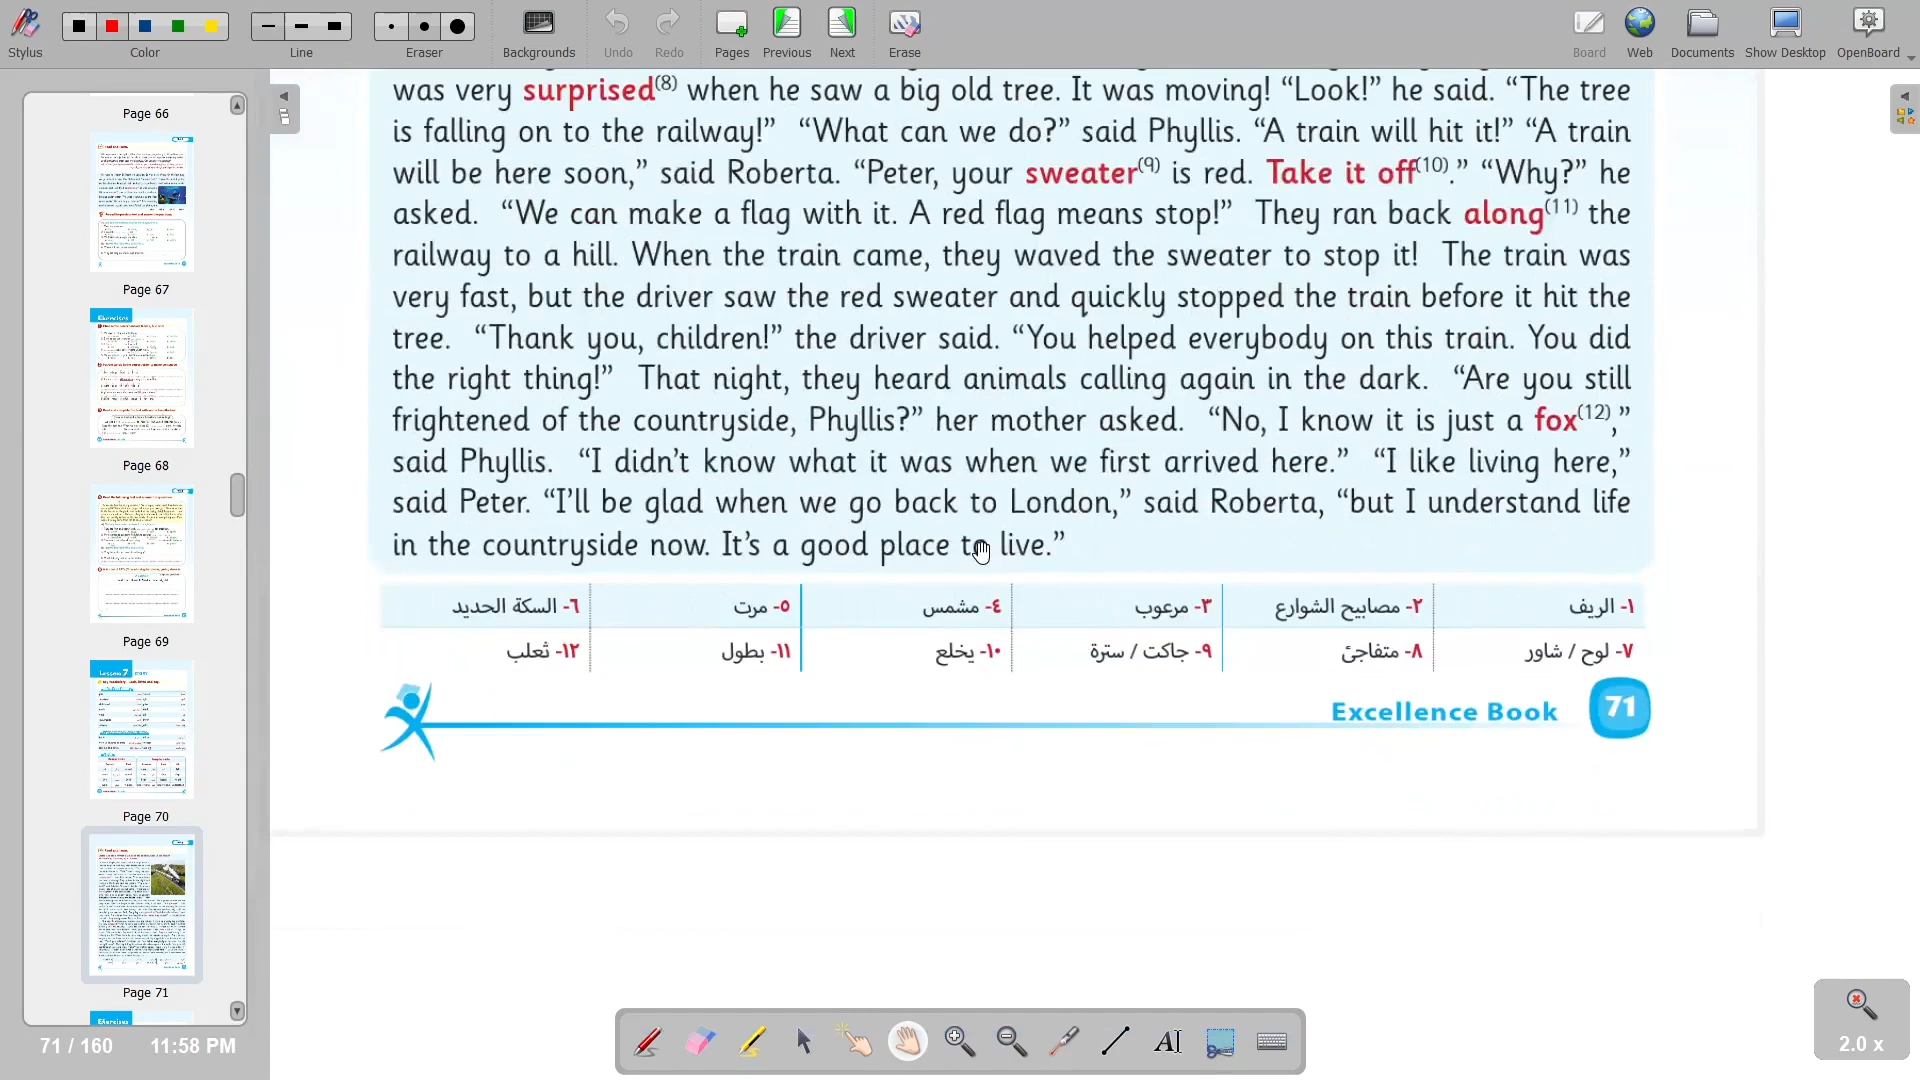 Stylus
Color
Line
Eraser
Backgrounds
Undo
Redo
Pages
Previous
Next
Erase
Board
Web
Documents
Show Desktop
OpenBoard
Page 66
Page 67
Exercises
Page 68
Page 69
Lesson 7
Page 70
Page 71
Exercises
71 / 160
11:58 PM
was very surprised(8) when he saw a big old tree. It was moving! “Look!” he said. “The tree
is falling on to the railway!” “What can we do?” said Phyllis. “A train will hit it!” “A train
will be here soon,” said Roberta. “Peter, your sweater(9) is red. Take it off(10).” “Why?” he
asked. “We can make a flag with it. A red flag means stop!” They ran back along(11) the
railway to a hill. When the train came, they waved the sweater to stop it! The train was
very fast, but the driver saw the red sweater and quickly stopped the train before it hit the
tree. “Thank you, children!” the driver said. “You helped everybody on this train. You did
the right thing!” That night, they heard animals calling again in the dark. “Are you still
frightened of the countryside, Phyllis?” her mother asked. “No, I know it is just a fox(12),”
said Phyllis. “I didn’t know what it was when we first arrived here.” “I like living here,”
said Peter. “I’ll be glad when we go back to London,” said Roberta, “but I understand life
in the countryside now. It’s a good place to live.”
١- الريف ٢- مصابيح الشوارع ٣- مرعوب ٤- مشمس ٥- مرت ٦- السكة الحديد
٧- لوح / شاور ٨- متفاجئ ٩- جاكت / سترة ١٠- يخلع ١١- بطول ١٢- ثعلب
Excellence Book 71
2.0 x